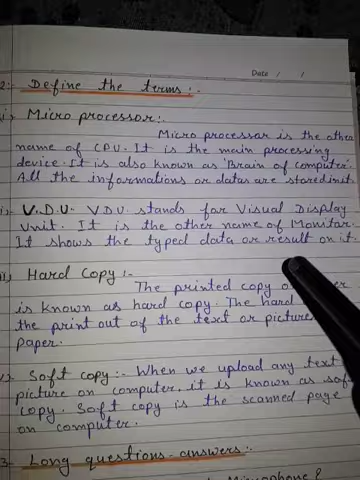 Date / /
2. Define the terms:-
i) Micro processor:-
Micro processor is the other
name of CPU. It is the main processing
device. It is also known as 'Brain of computer'.
All the informations or datas are stored in it.
V.D.U:- VDU stands for Visual Display
Unit. It is the other name of Monitar.
It shows the typed data or result on it.
Hard Copy :-
The printed copy
is known as hard copy. The hard
the print out of the text or picture
paper.
Soft copy:- When we upload any text
picture on computer, it is known as soft
copy. Soft copy is the scanned page
on computer.
3. Long questions-answers:-
Microphone?